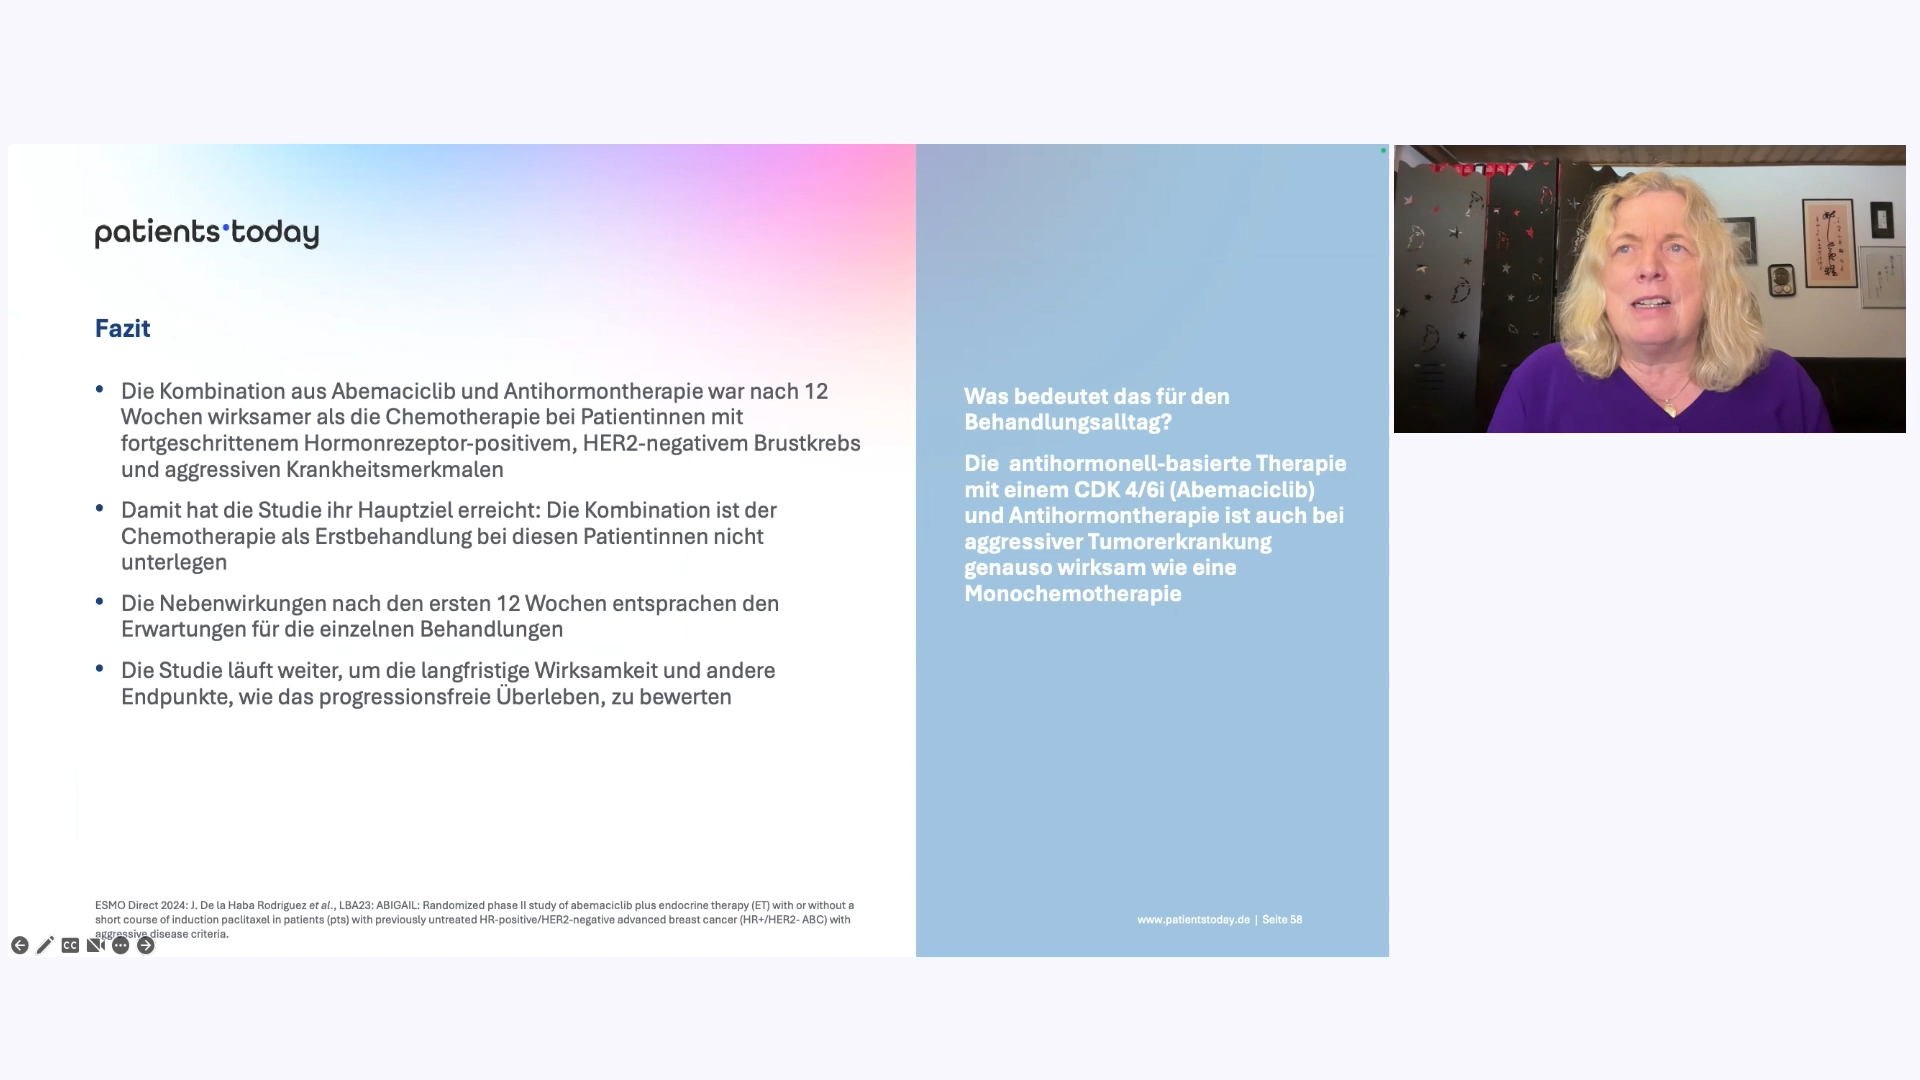 patients•today
Fazit
• Die Kombination aus Abemaciclib und Antihormontherapie war nach 12
Wochen wirksamer als die Chemotherapie bei Patientinnen mit
fortgeschrittenem Hormonrezeptor-positivem, HER2-negativem Brustkrebs
und aggressiven Krankheitsmerkmalen
• Damit hat die Studie ihr Hauptziel erreicht: Die Kombination ist der
Chemotherapie als Erstbehandlung bei diesen Patientinnen nicht
unterlegen
• Die Nebenwirkungen nach den ersten 12 Wochen entsprachen den
Erwartungen für die einzelnen Behandlungen
• Die Studie läuft weiter, um die langfristige Wirksamkeit und andere
Endpunkte, wie das progressionsfreie Überleben, zu bewerten
ESMO Direct 2024: J. De la Haba Rodriguez et al., LBA23: ABIGAIL: Randomized phase II study of abemaciclib plus endocrine therapy (ET) with or without a
short course of induction paclitaxel in patients (pts) with previously untreated HR-positive/HER2-negative advanced breast cancer (HR+/HER2- ABC) with
aggressive disease criteria.
CC
Was bedeutet das für den
Behandlungsalltag?
Die antihormonell-basierte Therapie
mit einem CDK 4/6i (Abemaciclib)
und Antihormontherapie ist auch bei
aggressiver Tumorerkrankung
genauso wirksam wie eine
Monochemotherapie
www.patientstoday.de | Seite 58